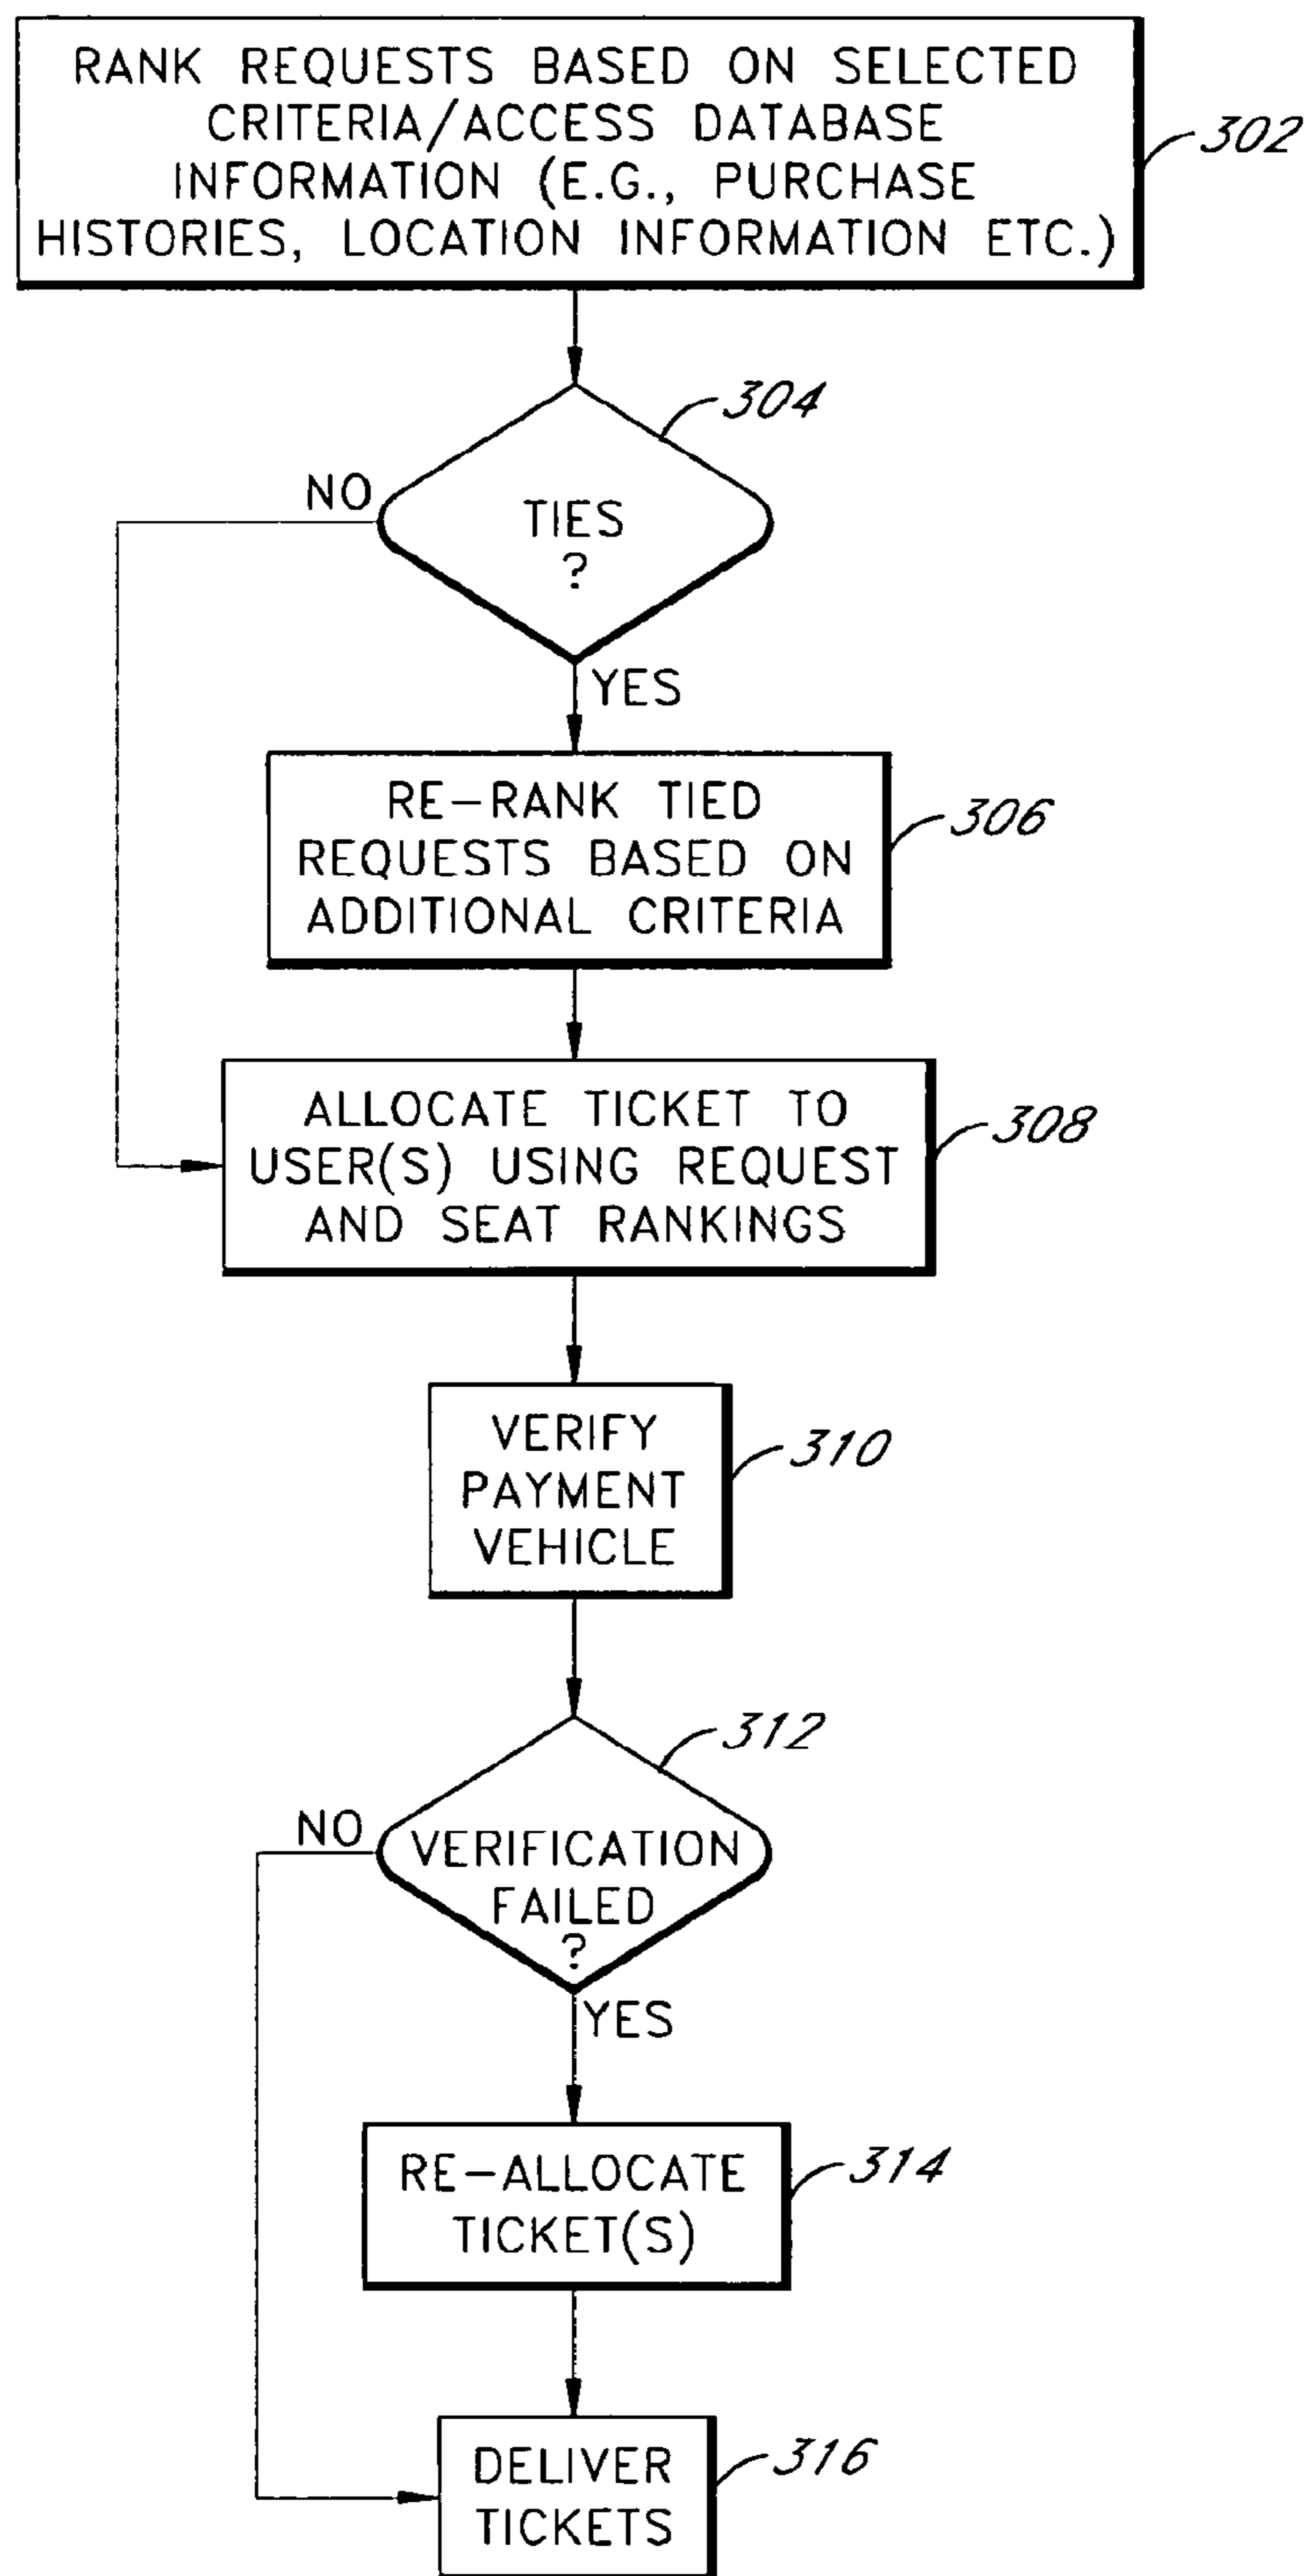 RANK REQUESTS BASED ON SELECTED
CRITERIA/ACCESS DATABASE
INFORMATION (E.G., PURCHASE
HISTORIES, LOCATION INFORMATION ETC.)
302
304
NO
TIES
?
YES
RE-RANK TIED
REQUESTS BASED ON
ADDITIONAL CRITERIA
306
ALLOCATE TICKET TO
USER(S) USING REQUEST
AND SEAT RANKINGS
308
VERIFY
PAYMENT
VEHICLE
310
312
NO
VERIFICATION
FAILED
?
YES
RE-ALLOCATE
TICKET(S)
314
DELIVER
TICKETS
316